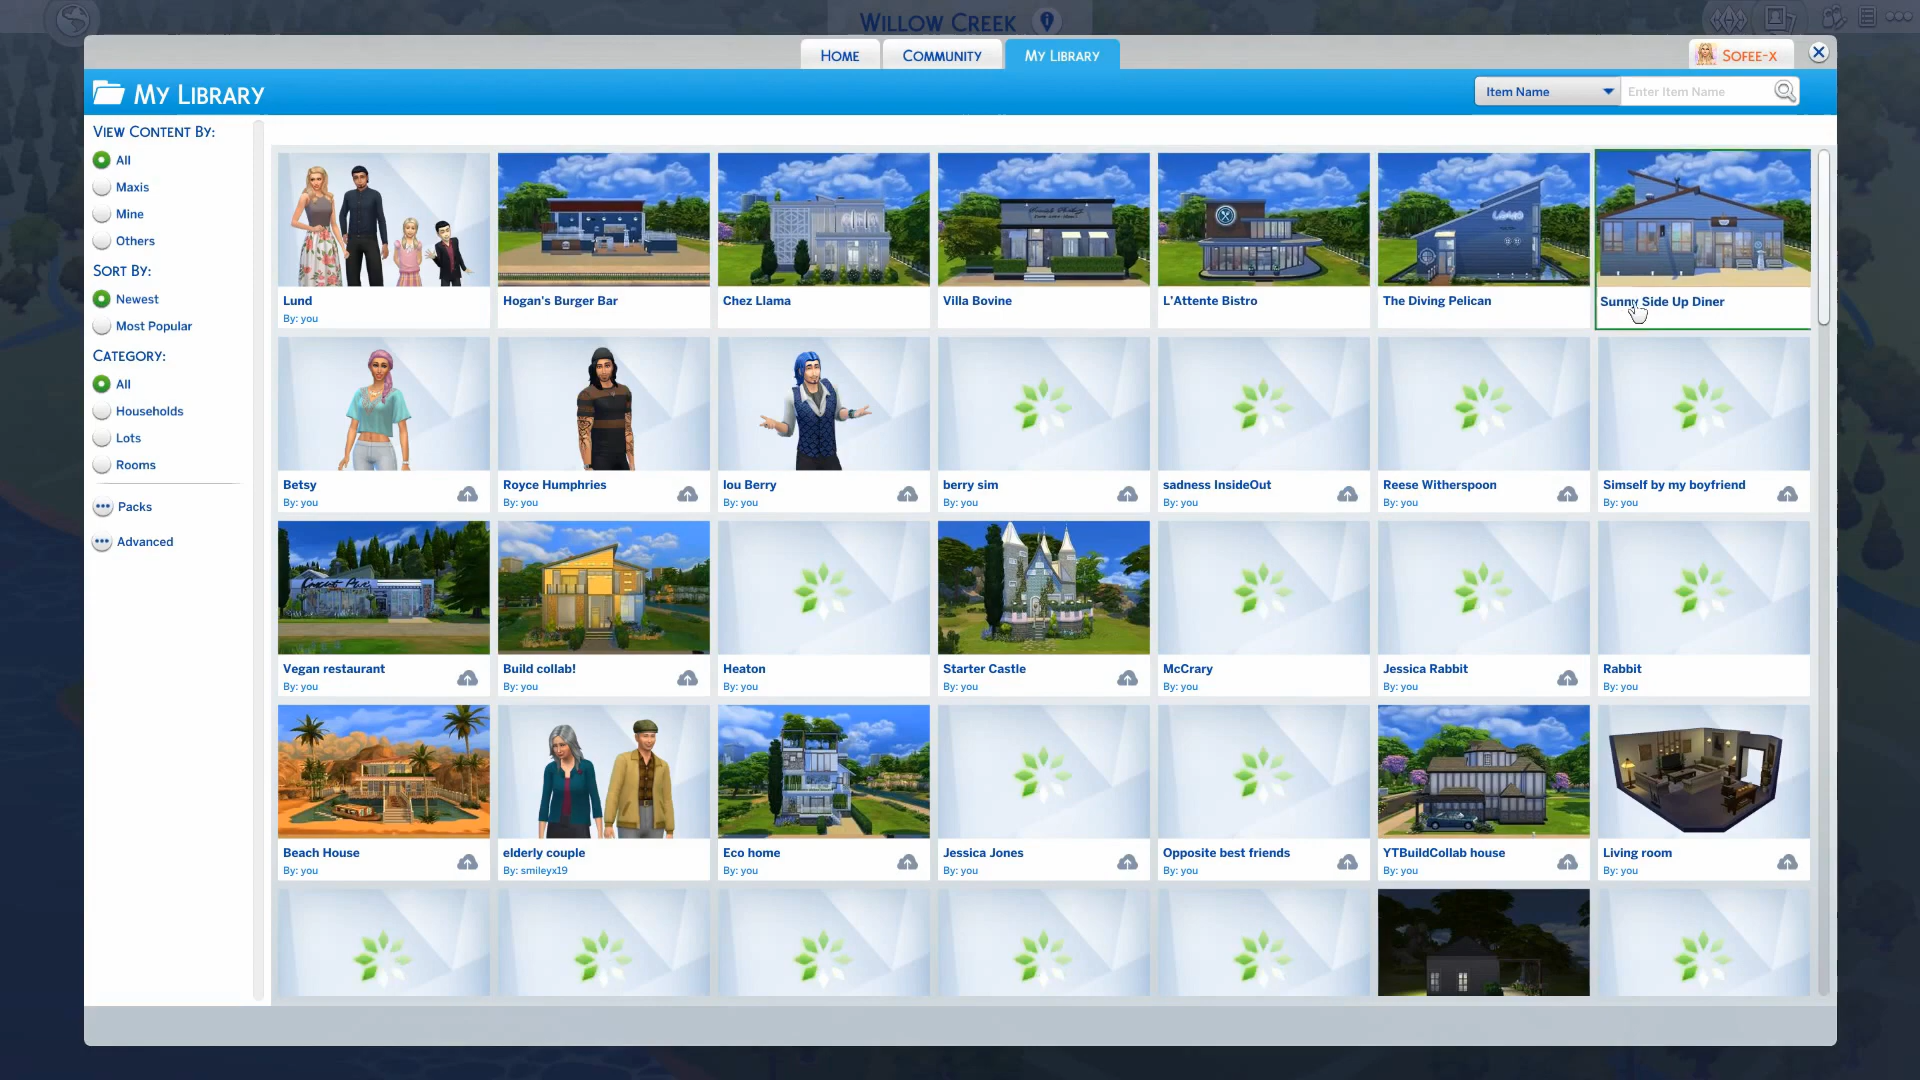 WILLOW CREEK
HOME
COMMUNITY
MY LIBRARY
SOFEE-X
MY LIBRARY
Item Name
Enter Item Name
VIEW CONTENT BY:
All
Maxis
Mine
Others
SORT BY:
Newest
Most Popular
CATEGORY:
All
Households
Lots
Rooms
Packs
Advanced
Lund
By: you
Hogan's Burger Bar
Chez Llama
Villa Bovine
L'Attente Bistro
The Diving Pelican
Sunny Side Up Diner
Betsy
By: you
Royce Humphries
By: you
lou Berry
By: you
berry sim
By: you
sadness InsideOut
By: you
Reese Witherspoon
By: you
Simself by my boyfriend
By: you
Vegan restaurant
By: you
Build collab!
By: you
Heaton
By: you
Starter Castle
By: you
McCrary
By: you
Jessica Rabbit
By: you
Rabbit
By: you
Beach House
By: you
elderly couple
By: smileyx19
Eco home
By: you
Jessica Jones
By: you
Opposite best friends
By: you
YTBuildCollab house
By: you
Living room
By: you